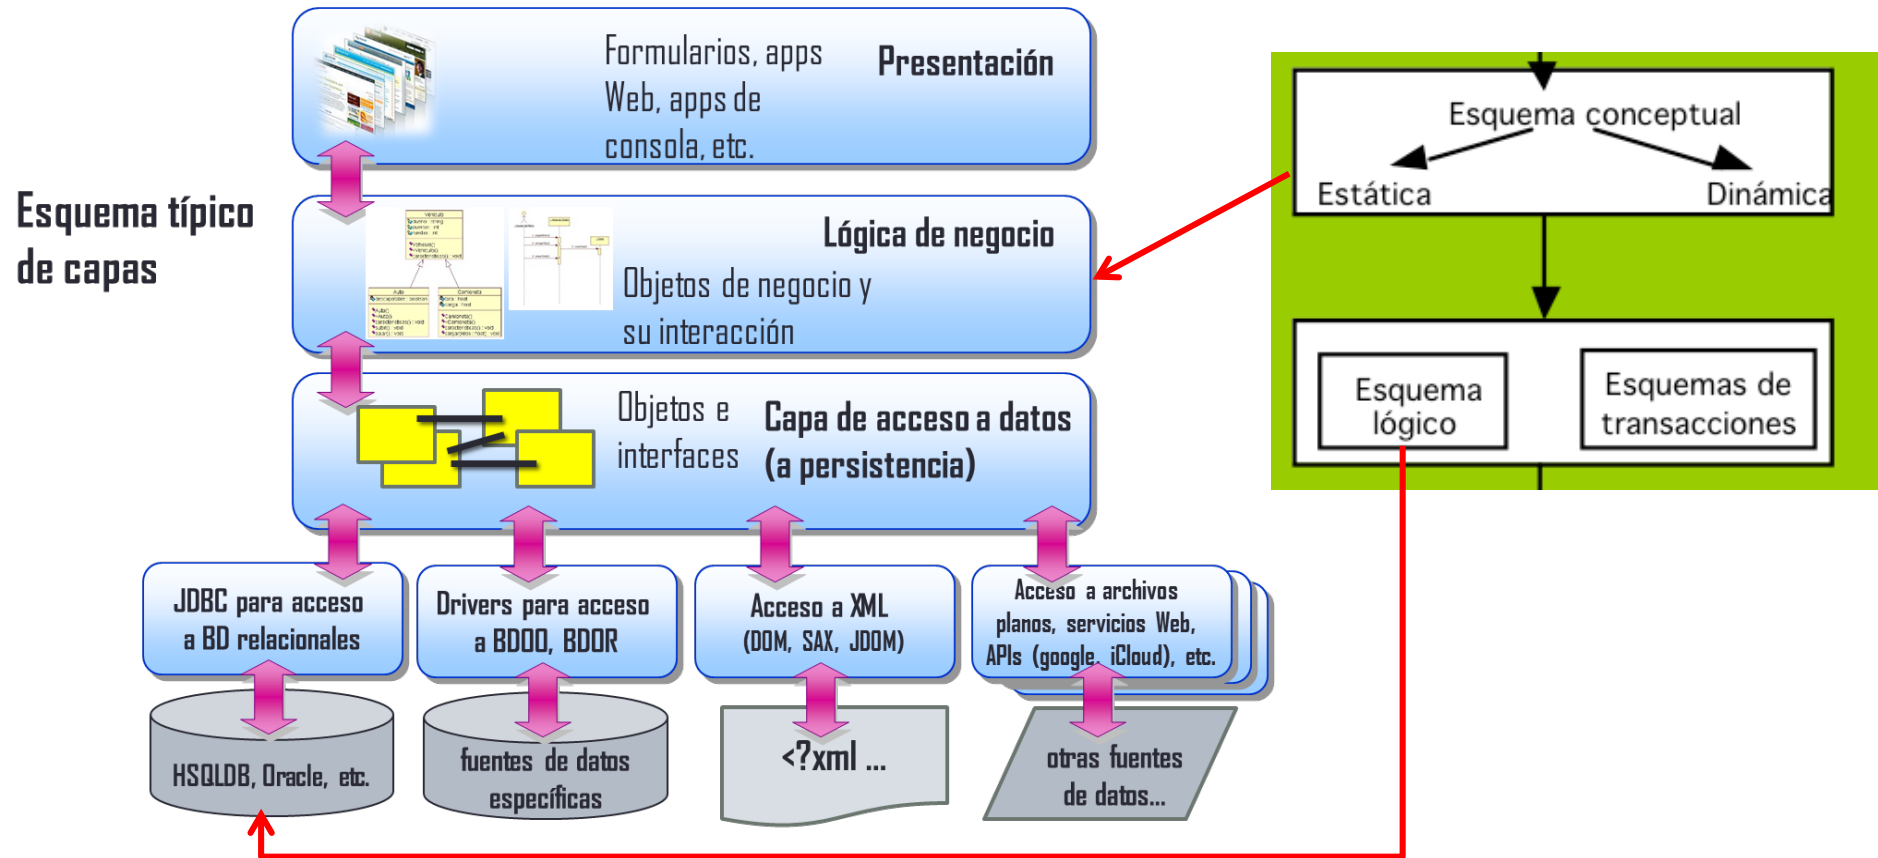 Formularios, apps
Web, apps de
consola, etc.
Presentación
Esquema típico
de capas
Lógica de negocio
Objetos de negocio y
su interacción
Objetos e
interfaces
Capa de acceso a datos
(a persistencia)
JDBC para acceso
a BD relacionales
Drivers para acceso
a BDOO, BDOR
Acceso a XML
(DOM, SAX, JDOM)
Acceso a archivos
planos, servicios Web,
APIs (google, iCloud), etc.
HSQLDB, Oracle, etc.
fuentes de datos
específicas
<?xml ...
otras fuentes
de datos...
Esquema conceptual
Estática
Dinámica
Esquema
lógico
Esquemas de
transacciones
Vehiculo
Auto
Camioneta